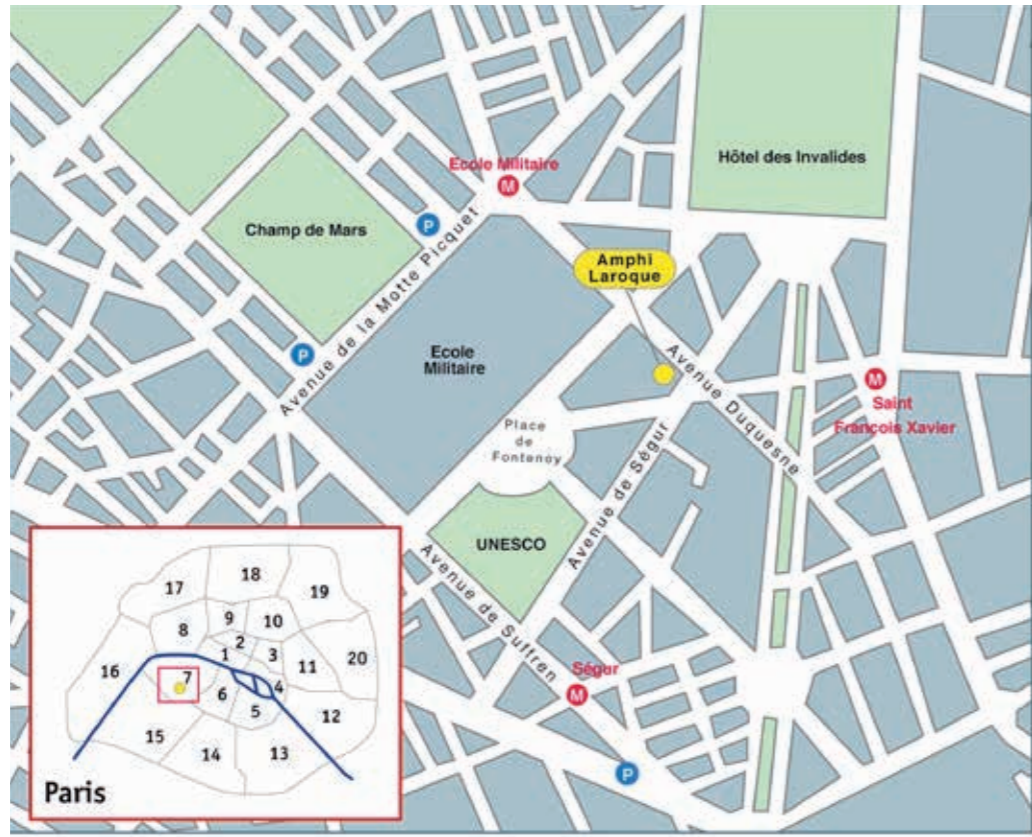 Ecole Militaire
M
Hôtel des Invalides
Champ de Mars
P
Amphi
Laroque
Avenue de la Motte Picquet
P
Ecole
Militaire
Avenue Duquesne
M
Saint
François Xavier
Place
de
Fontenoy
Avenue de Ségur
UNESCO
Avenue de Suffren
Ségur
M
P
17
18
19
8
9
10
2
1
3
16
11
20
7
6
4
5
12
15
14
13
Paris